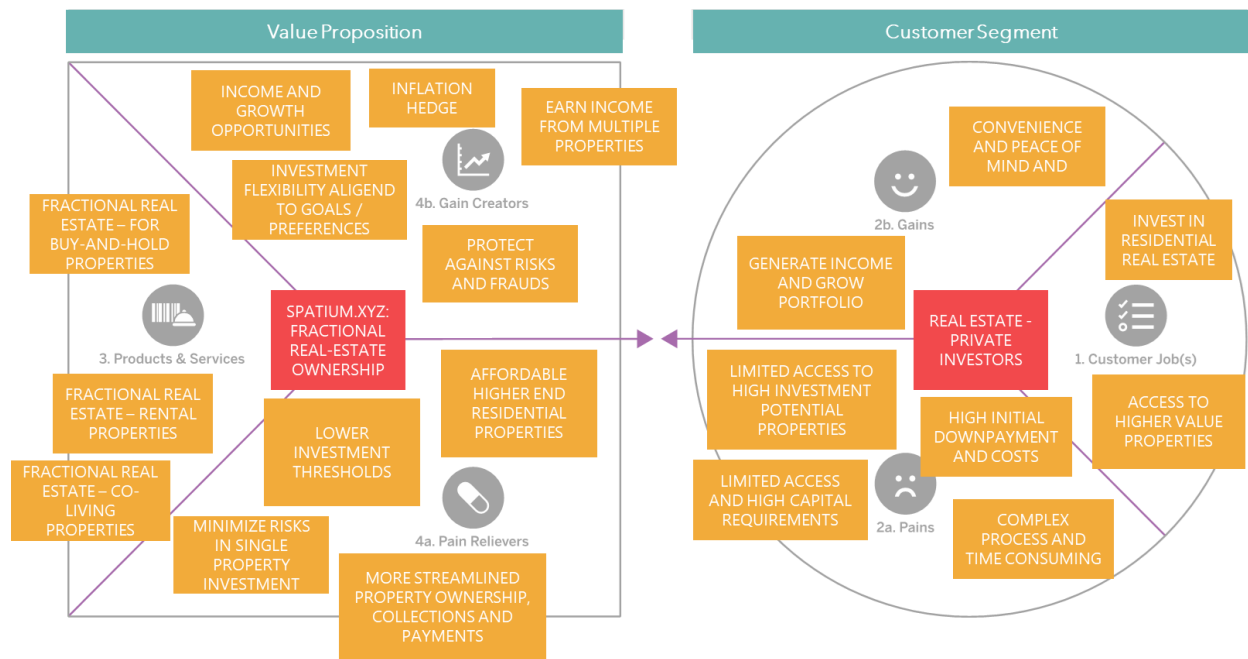 Value Proposition
Customer Segment
INCOME AND
GROWTH
OPPORTUNITIES
INFLATION
HEDGE
EARN INCOME
FROM MULTIPLE
PROPERTIES
INVESTMENT
FLEXIBILITY ALIGEND
TO GOALS /
PREFERENCES
4b. Gain Creators
FRACTIONAL REAL
ESTATE – FOR
BUY-AND-HOLD
PROPERTIES
PROTECT
AGAINST RISKS
AND FRAUDS
3. Products & Services
SPATIUM.XYZ:
FRACTIONAL
REAL-ESTATE
OWNERSHIP
FRACTIONAL REAL
ESTATE – RENTAL
PROPERTIES
LOWER
INVESTMENT
THRESHOLDS
AFFORDABLE
HIGHER END
RESIDENTIAL
PROPERTIES
FRACTIONAL REAL
ESTATE – CO-
LIVING
PROPERTIES
MINIMIZE RISKS
IN SINGLE
PROPERTY
INVESTMENT
4a. Pain Relievers
MORE STREAMLINED
PROPERTY OWNERSHIP,
COLLECTIONS AND
PAYMENTS
CONVENIENCE
AND PEACE OF
MIND AND
2b. Gains
INVEST IN
RESIDENTIAL
REAL ESTATE
GENERATE INCOME
AND GROW
PORTFOLIO
REAL ESTATE -
PRIVATE
INVESTORS
1. Customer Job(s)
LIMITED ACCESS TO
HIGH INVESTMENT
POTENTIAL
PROPERTIES
HIGH INITIAL
DOWNPAYMENT
AND COSTS
ACCESS TO
HIGHER VALUE
PROPERTIES
LIMITED ACCESS
AND HIGH CAPITAL
REQUIREMENTS
2a. Pains
COMPLEX
PROCESS AND
TIME CONSUMING